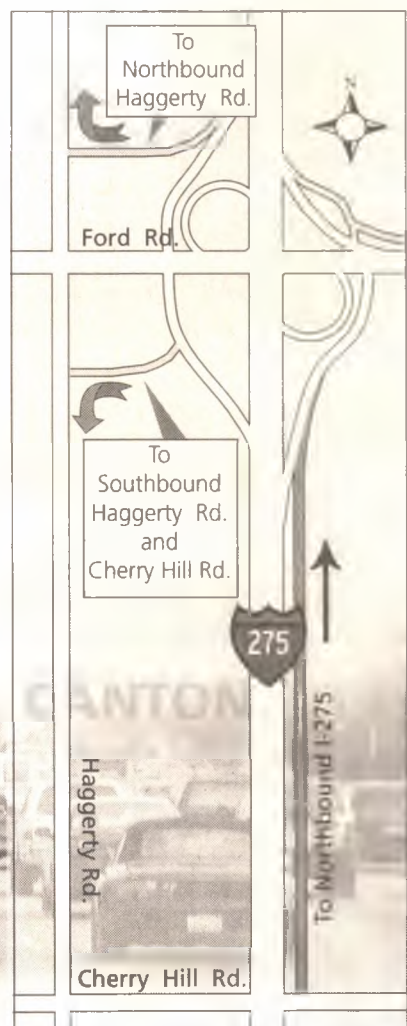 To
Northbound
Haggerty Rd.
N
Ford Rd.
To
Southbound
Haggerty Rd.
and
Cherry Hill Rd.
275
CANTON
Haggerty Rd.
To Northbound I-275
Cherry Hill Rd.